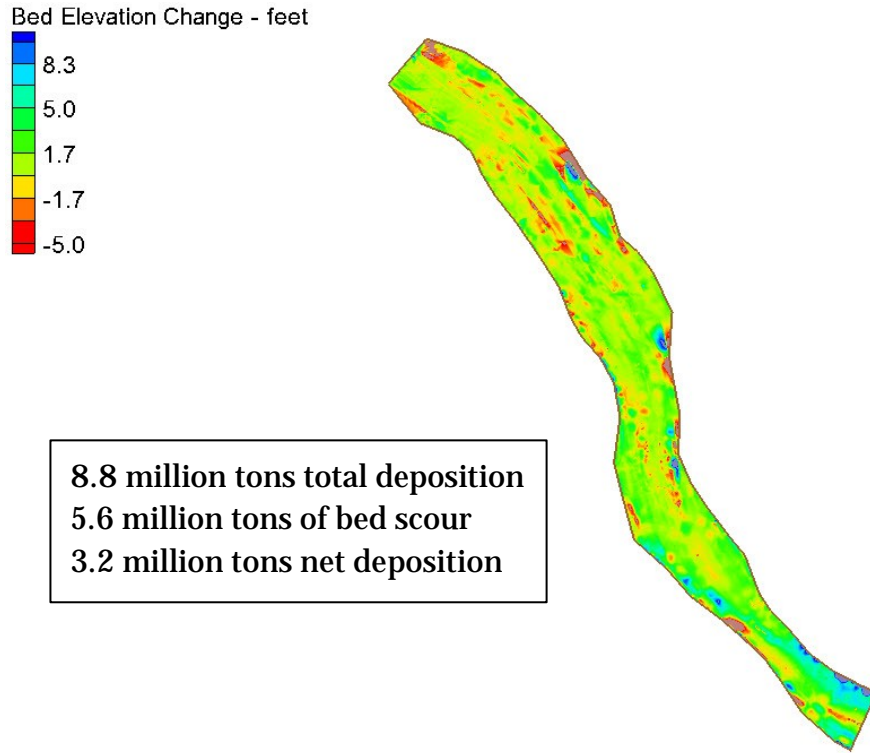 Bed Elevation Change - feet
8.3
5.0
1.7
-1.7
-5.0
8.8 million tons total deposition
5.6 million tons of bed scour
3.2 million tons net deposition